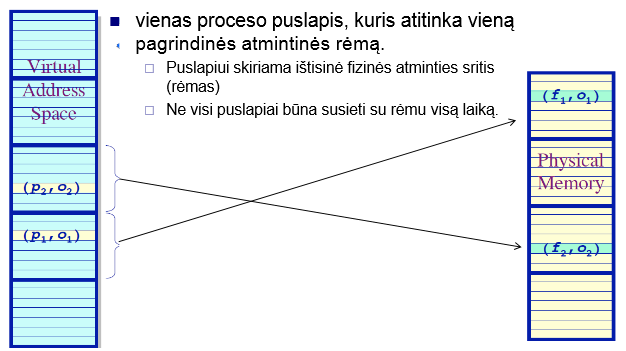 vienas proceso puslapis, kuris atitinka vieną
pagrindinės atmintinės rėmą.
Puslapiui skiriama ištisinė fizinės atminties sritis
(rėmas)
Ne visi puslapiai būna susieti su rėmu visą laiką.
Virtual
Address
Space
(p2,o2)
(p1,o1)
(f1,o1)
Physical
Memory
(f2,o2)